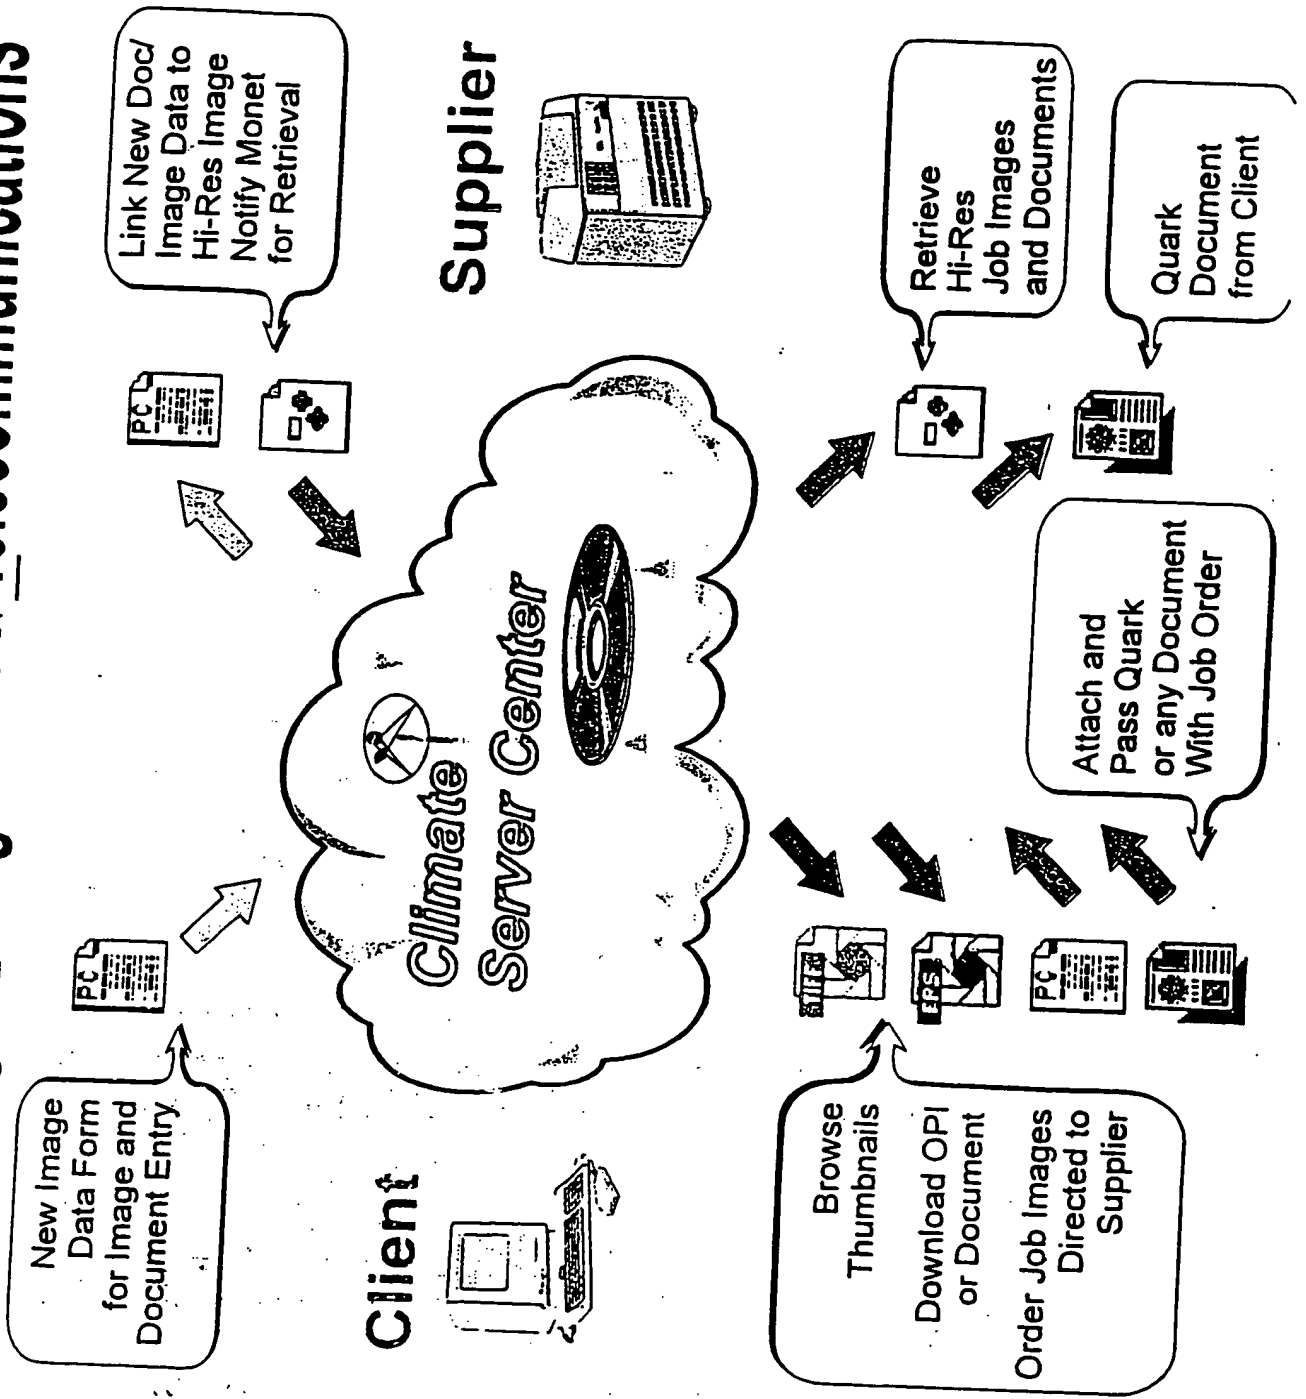 Telecommunications
New Image
Data Form
for Image and
Document Entry
PC
Link New Doc/
Image Data to
Hi-Res Image
Notify Monet
for Retrieval
PC
Client
Supplier
Climate
Server Center
Browse
Thumbnails
Download OPI
or Document
Order Job Images
Directed to
Supplier
EPSF
PC
Attach and
Pass Quark
or any Document
With Job Order
Retrieve
Hi-Res
Job Images
and Documents
Quark
Document
from Client